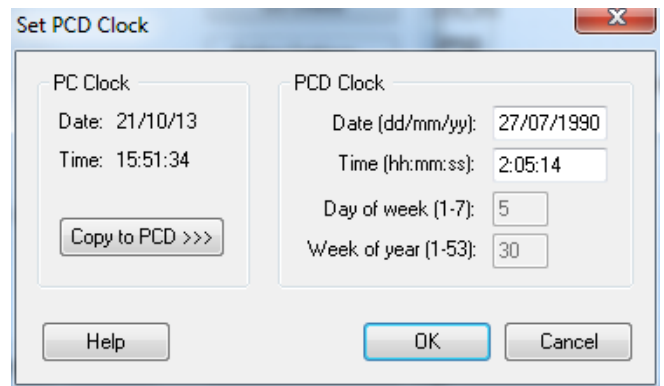 Set PCD Clock
PC Clock
Date: 21/10/13
Time: 15:51:34
Copy to PCD >>>
PCD Clock
Date (dd/mm/yy): 27/07/1990
Time (hh:mm:ss): 2:05:14
Day of week (1-7): 5
Week of year (1-53): 30
Help
OK
Cancel